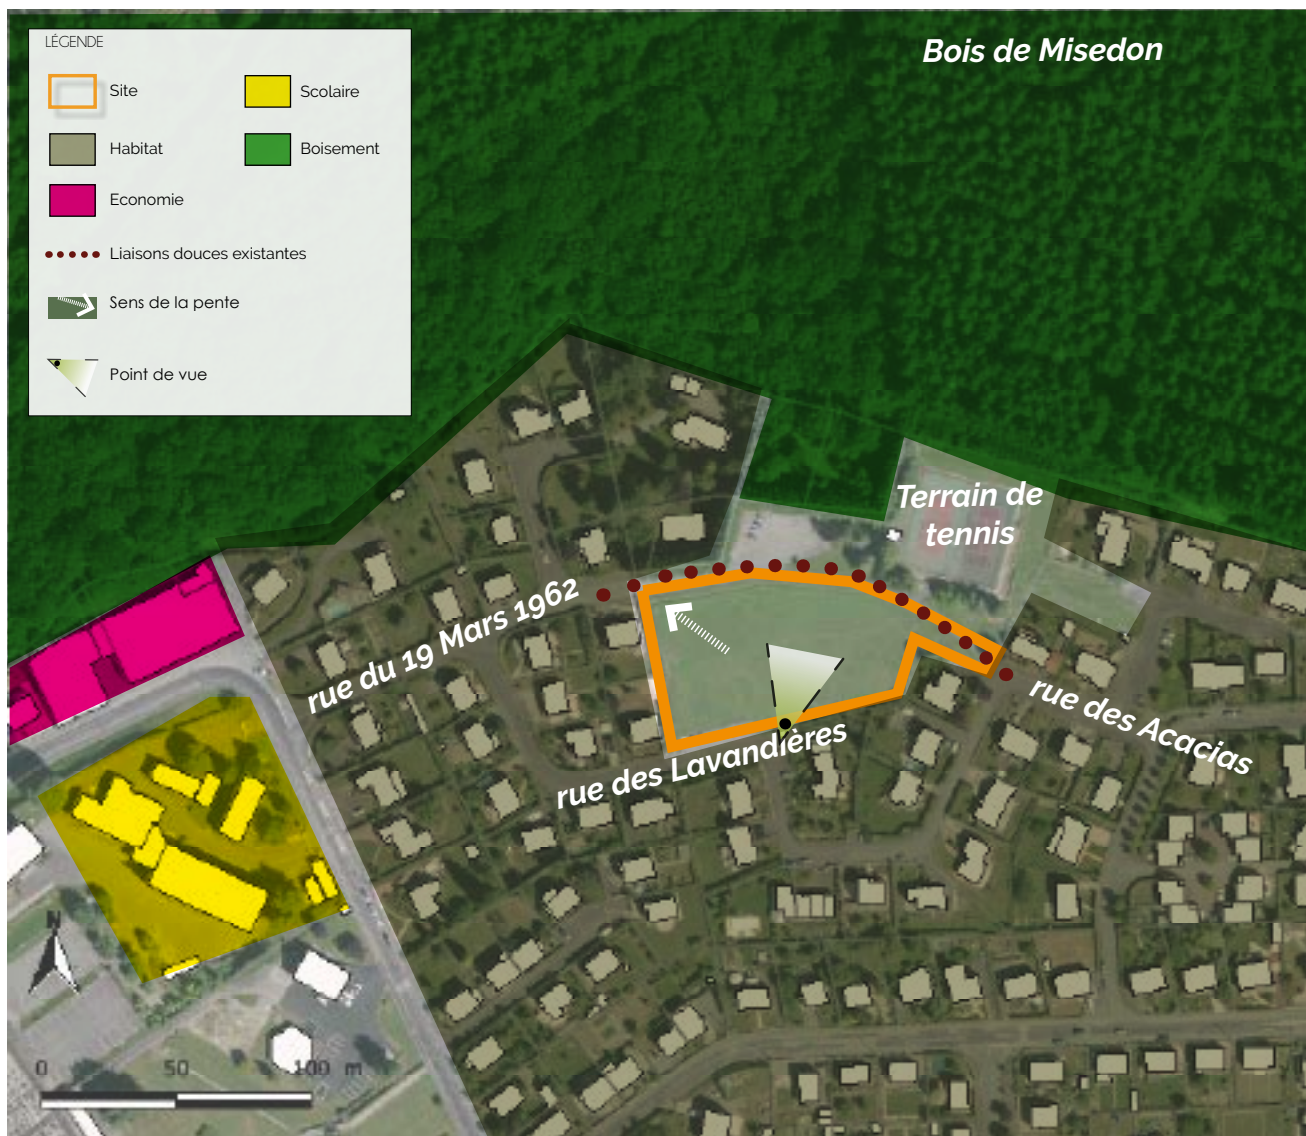 LÉGENDE
Site
Scolaire
Habitat
Boisement
Economie
Liaisons douces existantes
Sens de la pente
Point de vue
Bois de Misedon
Terrain de
tennis
rue du 19 Mars 1962
rue des Acacias
rue des Lavandières
N
0 50 100 m